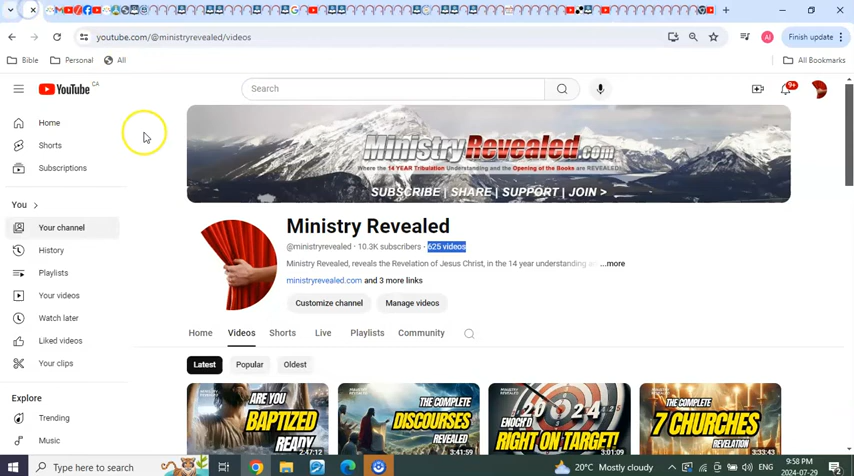 youtube.com/@ministryrevealed/videos
AI
Finish update
Bible
Personal
All
All Bookmarks
YouTube CA
Search
9+
Home
Shorts
Subscriptions
You
Your channel
History
Playlists
Your videos
Watch later
Liked videos
Your clips
Explore
Trending
Music
MinistryRevealed.com
Where the 14 YEAR Tribulation Understanding and the Opening of the Books are REVEALED!
SUBSCRIBE | SHARE | SUPPORT | JOIN >
Ministry Revealed
@ministryrevealed · 10.3K subscribers · 625 videos
Ministry Revealed, reveals the Revelation of Jesus Christ, in the 14 year understanding ...more
ministryrevealed.com and 3 more links
Customize channel
Manage videos
Home Videos Shorts Live Playlists Community
Latest Popular Oldest
ARE YOU
BAPTIZED
READY
2:47:12
THE COMPLETE
DISCOURSES
REVEALED
3:41:59
ENOCH'D
2024
RIGHT ON TARGET!
3:01:09
THE COMPLETE
7 CHURCHES
REVELATION
3:33:43
Type here to search
20°C Mostly cloudy
ENG
9:58 PM
2024-07-29